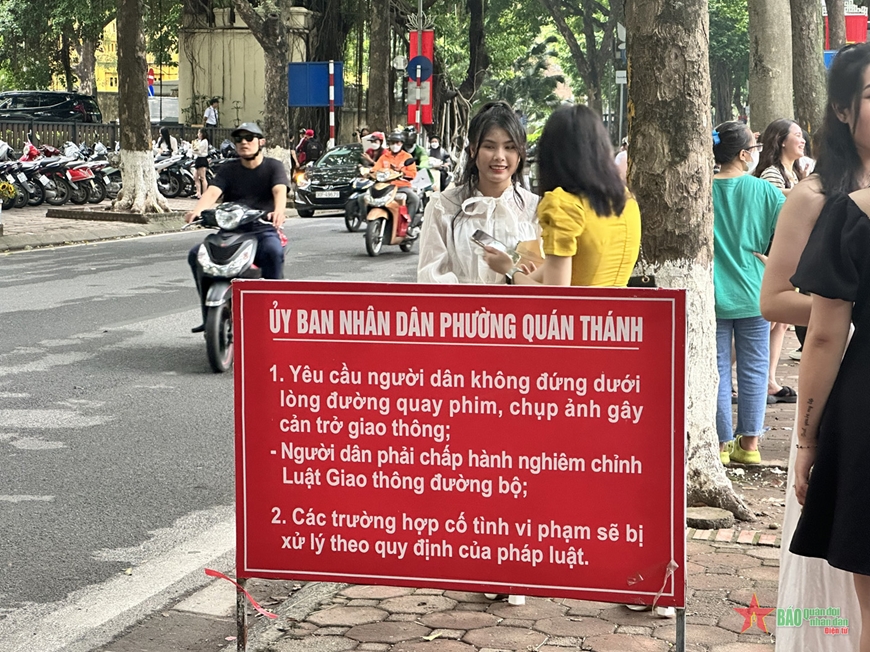 ỦY BAN NHÂN DÂN PHƯỜNG QUÁN THÁNH
1. Yêu cầu người dân không đứng dưới
lòng đường quay phim, chụp ảnh gây
cản trở giao thông;
- Người dân phải chấp hành nghiêm chỉnh
Luật Giao thông đường bộ;
2. Các trường hợp cố tình vi phạm sẽ bị
xử lý theo quy định của pháp luật.
BAO quân đội
nhân dân
Điện tử